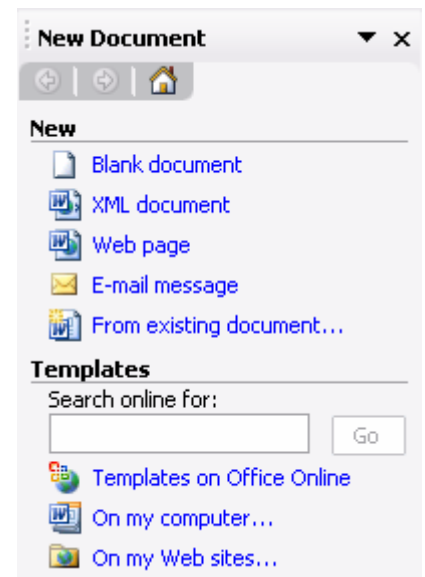 New Document
New
Blank document
XML document
Web page
E-mail message
From existing document...
Templates
Search online for:
Go
Templates on Office Online
On my computer...
On my Web sites...